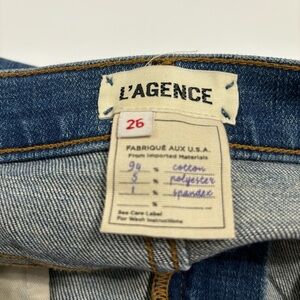 L'AGENCE
26
FABRIQUÉ AUX U.S.A.
From Imported Materials
94 % cotton
5 % polyester
1 % spandex
%
See Care Label
For Wash Instructions